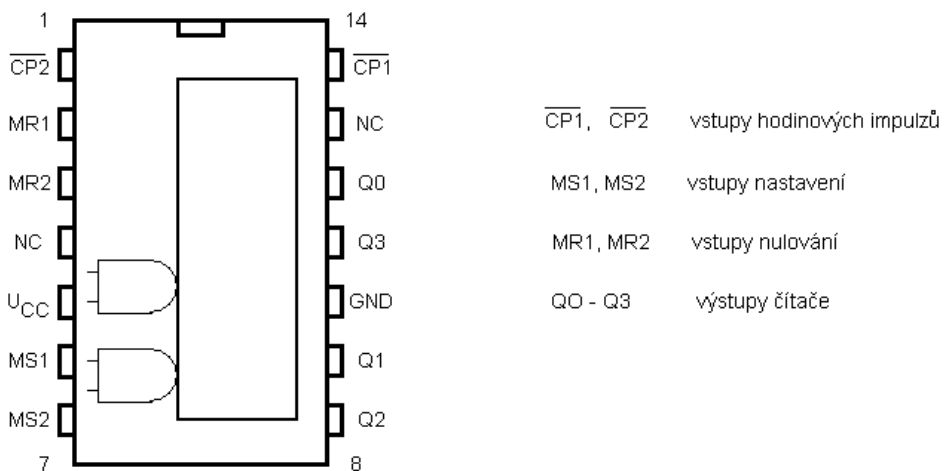 1 14
CP2 CP1
MR1 NC
MR2 Q0
NC Q3
UCC GND
MS1 Q1
MS2 Q2
7 8
CP1, CP2 vstupy hodinových impulzů
MS1, MS2 vstupy nastavení
MR1, MR2 vstupy nulování
QO - Q3 výstupy čítače